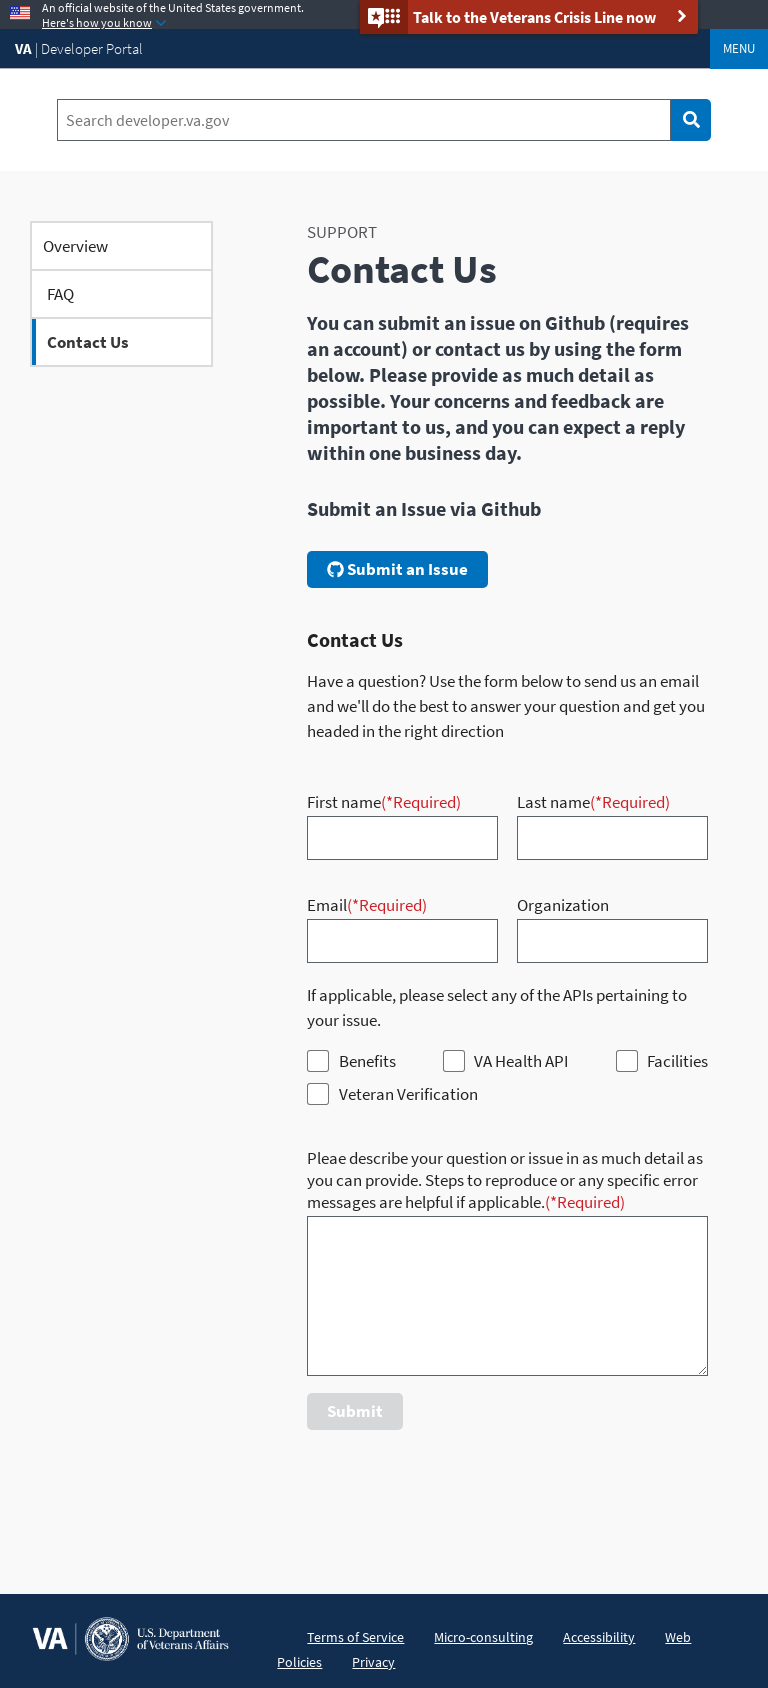 An official website of the United States government.
Here's how you know
Talk to the Veterans Crisis Line now
VA | Developer Portal
MENU
Search developer.va.gov
Overview
FAQ
Contact Us
SUPPORT
Contact Us
You can submit an issue on Github (requires
an account) or contact us by using the form
below. Please provide as much detail as
possible. Your concerns and feedback are
important to us, and you can expect a reply
within one business day.
Submit an Issue via Github
Submit an Issue
Contact Us
Have a question? Use the form below to send us an email
and we'll do the best to answer your question and get you
headed in the right direction
First name(*Required)
Last name(*Required)
Email(*Required)
Organization
If applicable, please select any of the APIs pertaining to
your issue.
Benefits
VA Health API
Facilities
Veteran Verification
Pleae describe your question or issue in as much detail as
you can provide. Steps to reproduce or any specific error
messages are helpful if applicable.(*Required)
Submit
VA
U.S. Department
of Veterans Affairs
Terms of Service Micro-consulting Accessibility Web
Policies Privacy